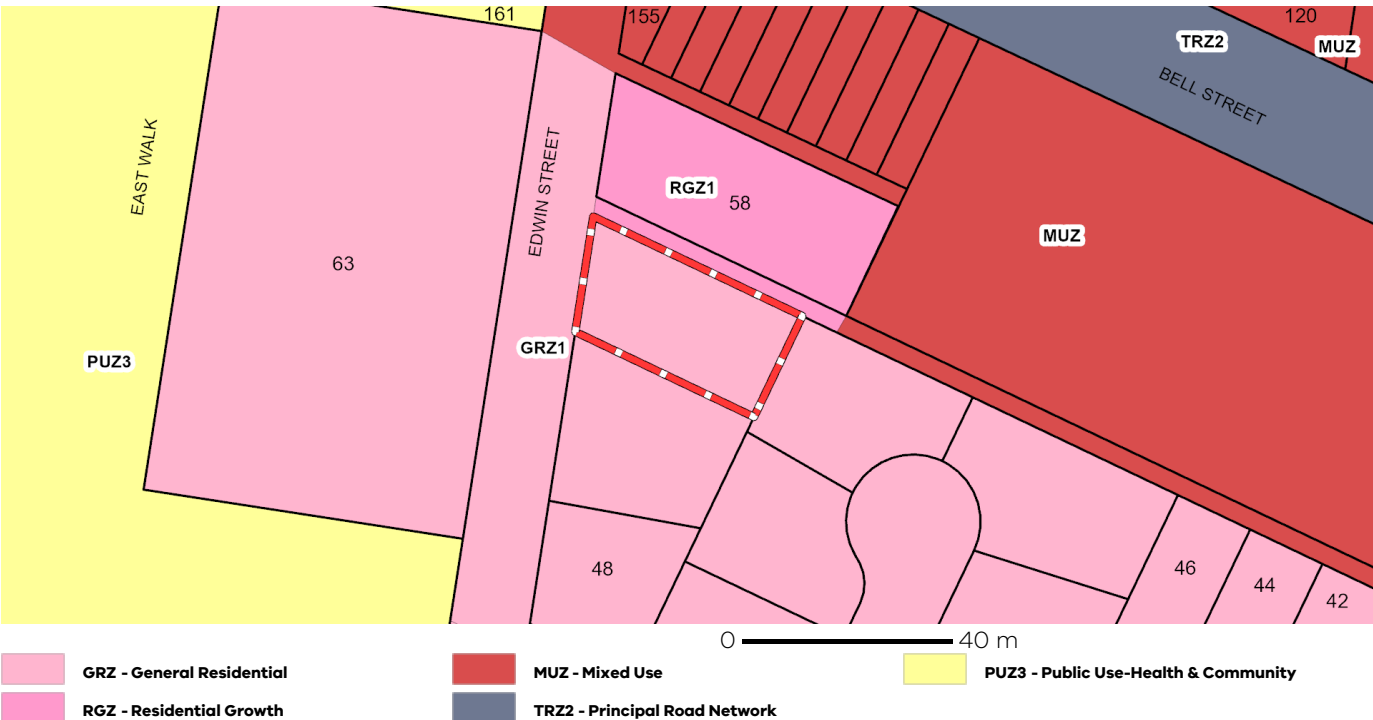 161
155
120
TRZ2
MUZ
BELL STREET
EAST WALK
EDWIN STREET
RGZ1
58
MUZ
63
GRZ1
PUZ3
48
46
44
42
0 40 m
GRZ - General Residential
MUZ - Mixed Use
PUZ3 - Public Use-Health & Community
RGZ - Residential Growth
TRZ2 - Principal Road Network